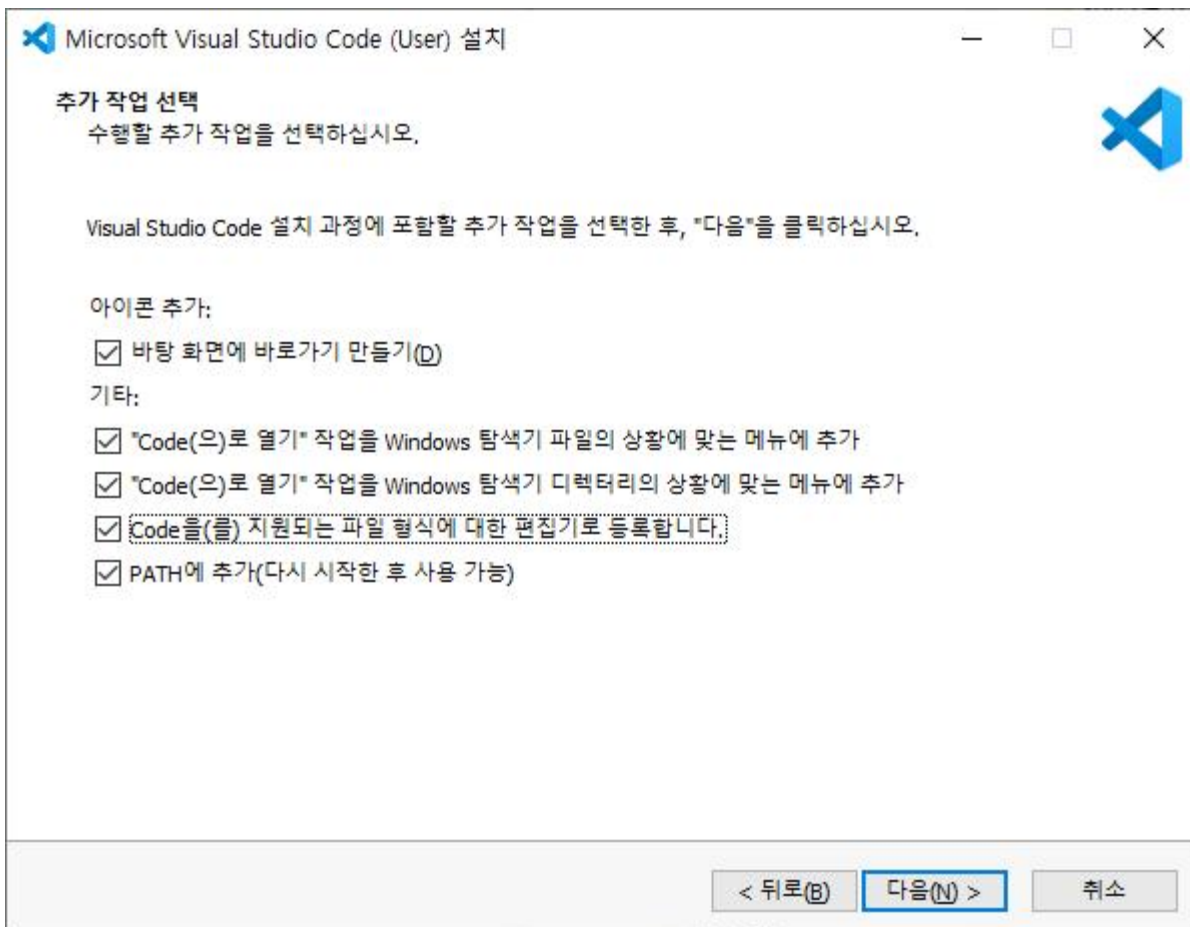 Microsoft Visual Studio Code (User) 설치
추가 작업 선택
수행할 추가 작업을 선택하십시오.
Visual Studio Code 설치 과정에 포함할 추가 작업을 선택한 후, "다음"을 클릭하십시오.
아이콘 추가:
바탕 화면에 바로가기 만들기(D)
기타:
"Code(으)로 열기" 작업을 Windows 탐색기 파일의 상황에 맞는 메뉴에 추가
"Code(으)로 열기" 작업을 Windows 탐색기 디렉터리의 상황에 맞는 메뉴에 추가
Code을(를) 지원되는 파일 형식에 대한 편집기로 등록합니다.
PATH에 추가(다시 시작한 후 사용 가능)
< 뒤로(B) 다음(N) > 취소